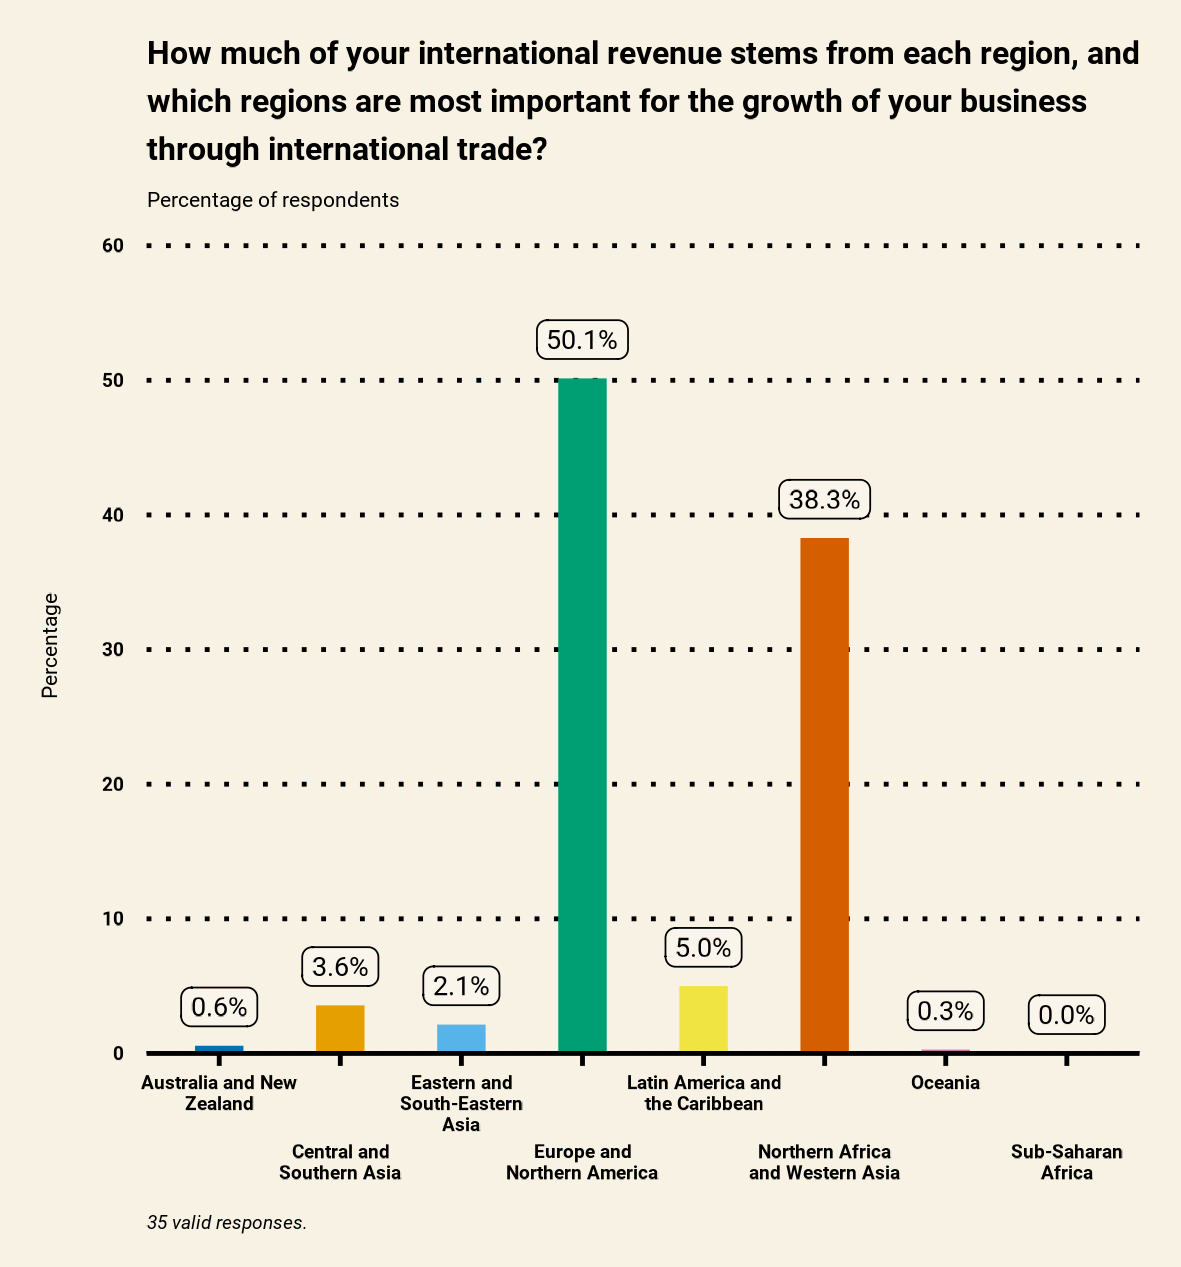 How much of your international revenue stems from each region, and
which regions are most important for the growth of your business
through international trade?
Percentage of respondents
60
50.1%
50
38.3%
40
Percentage
30
20
10
5.0%
3.6%
2.1%
0.6%
0.3%
0.0%
0
Australia and New
Zealand
Central and
Southern Asia
Eastern and
South-Eastern
Asia
Europe and
Northern America
Latin America and
the Caribbean
Northern Africa
and Western Asia
Oceania
Sub-Saharan
Africa
35 valid responses.